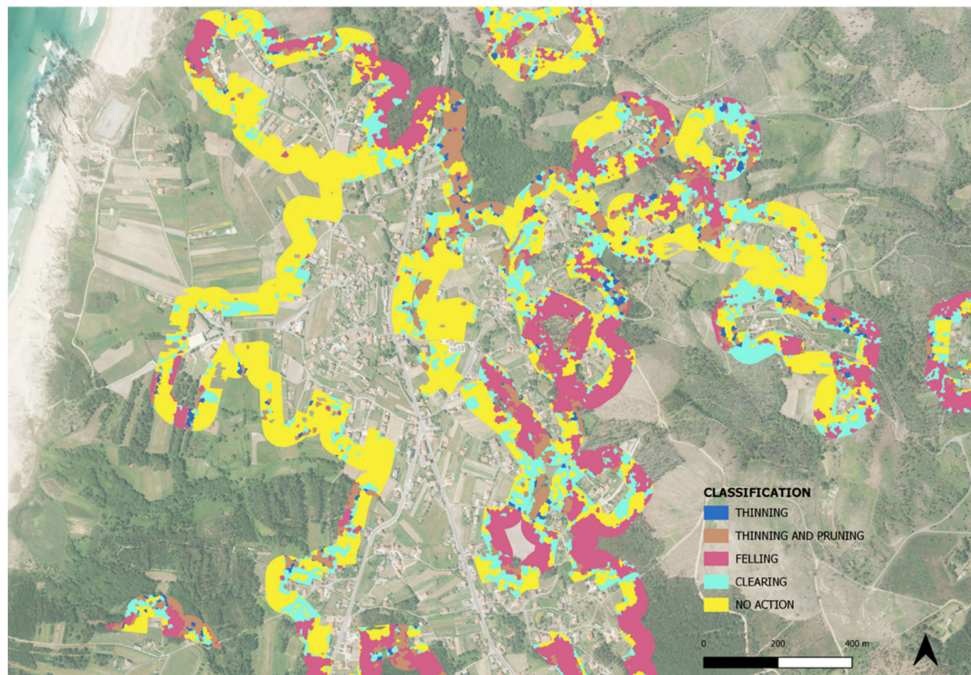 CLASSIFICATION
THINNING
THINNING AND PRUNING
FELLING
CLEARING
NO ACTION
0 200 400 m